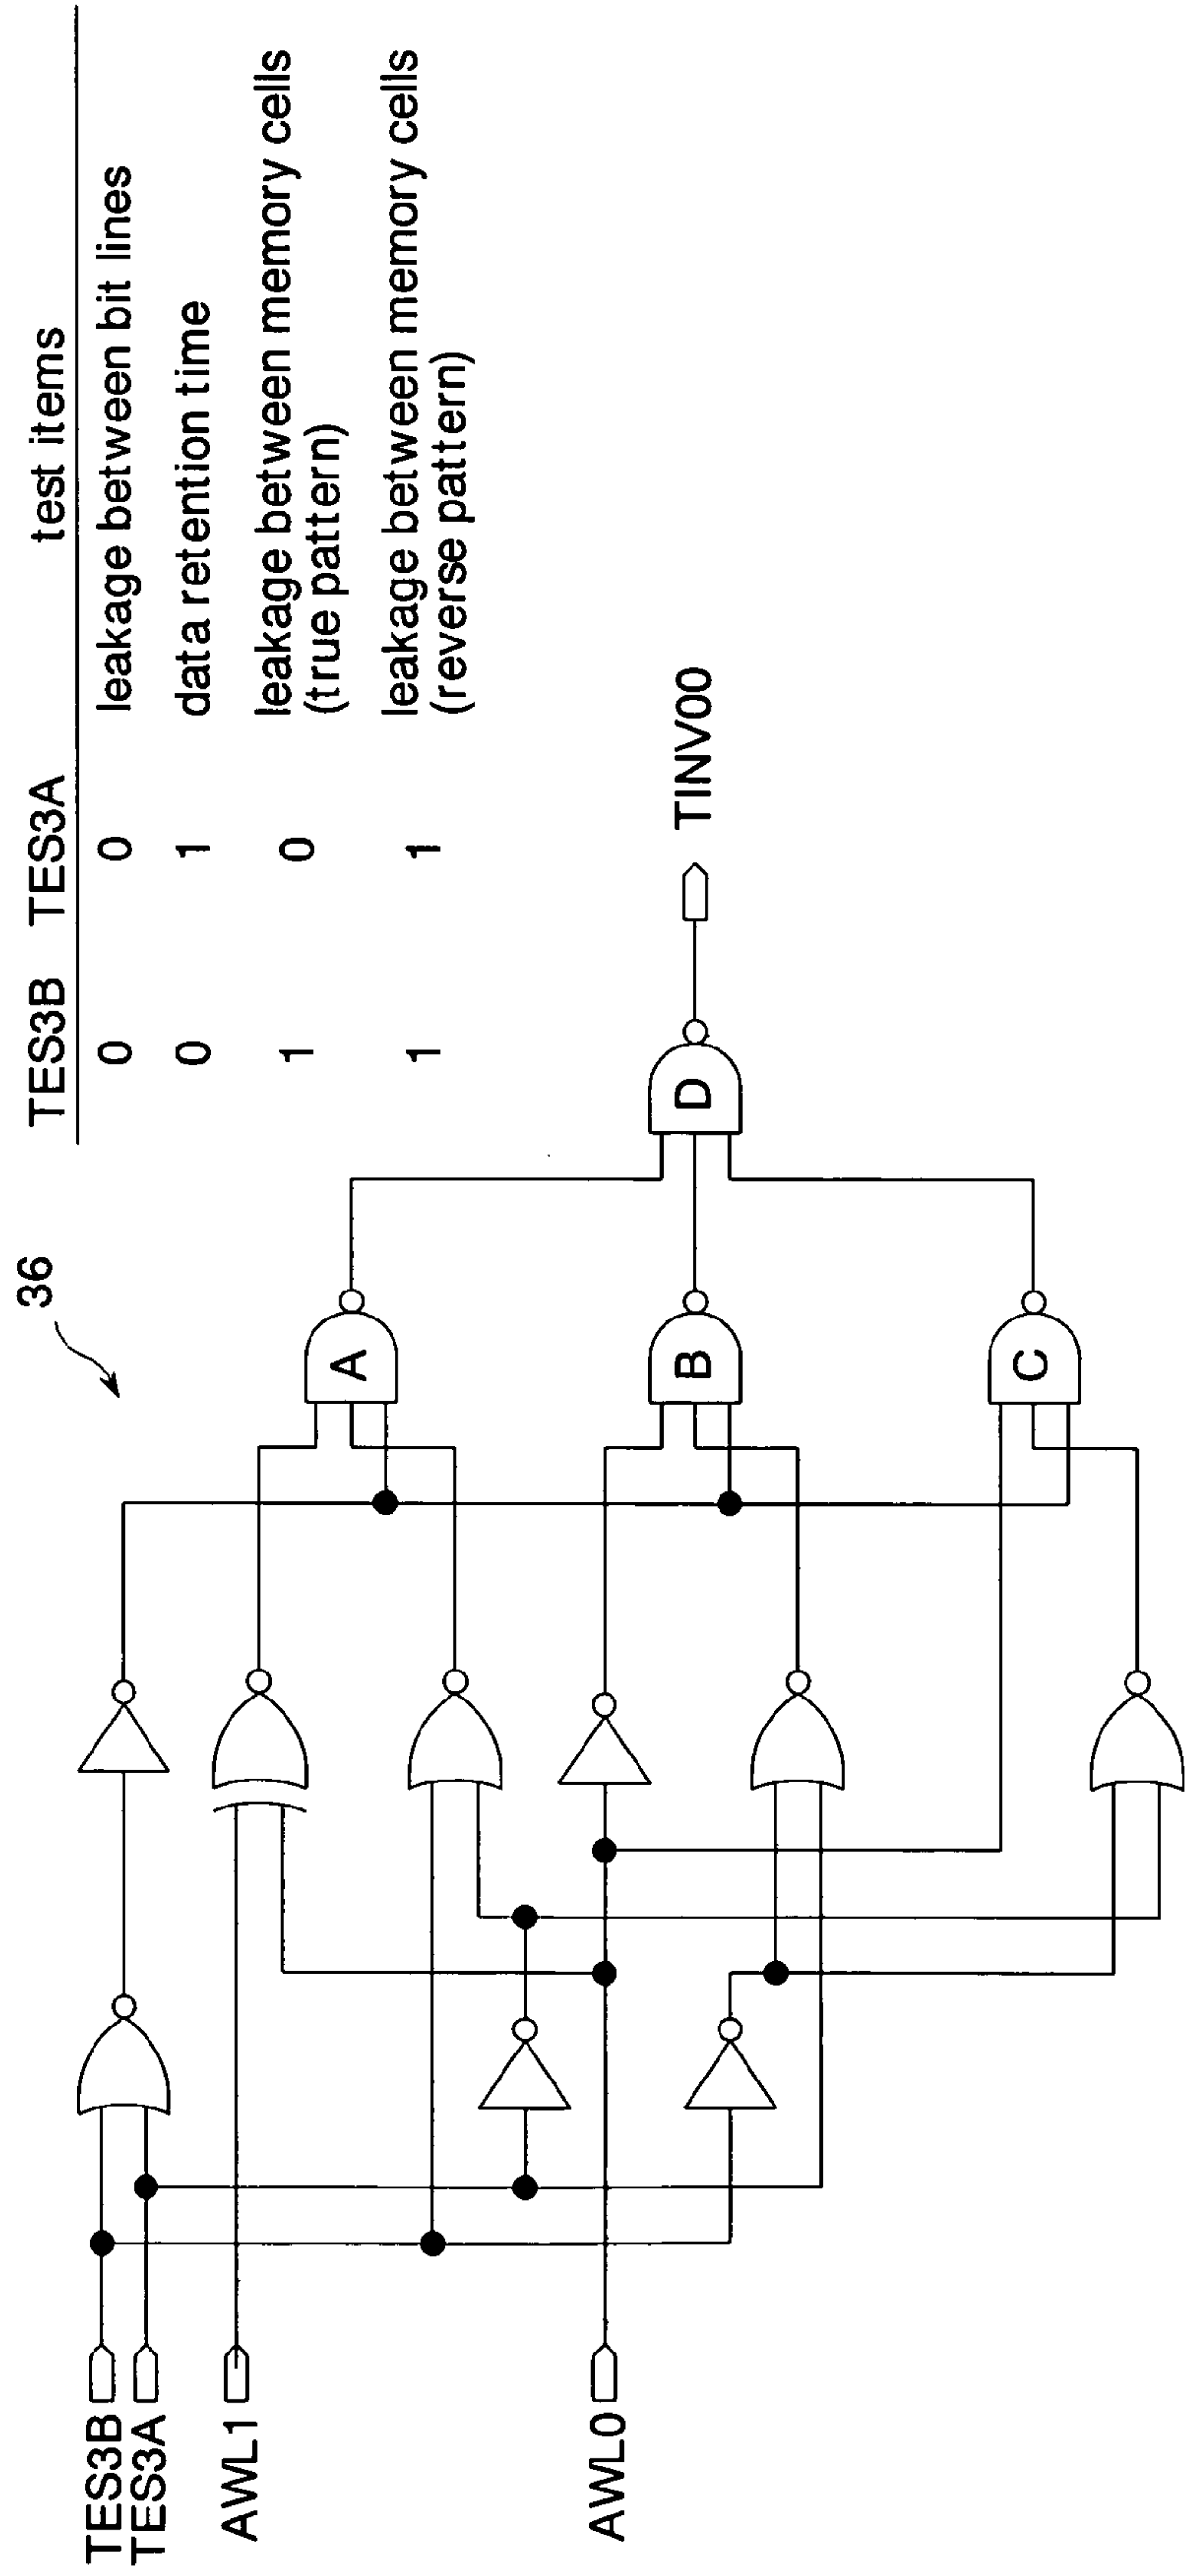 36
TES3B TES3A test items
0 0 leakage between bit lines
0 1 data retention time
1 0 leakage between memory cells
(true pattern)
1 1 leakage between memory cells
(reverse pattern)
TES3B
TES3A
AWL1
AWL0
A
B
C
D
TINV00